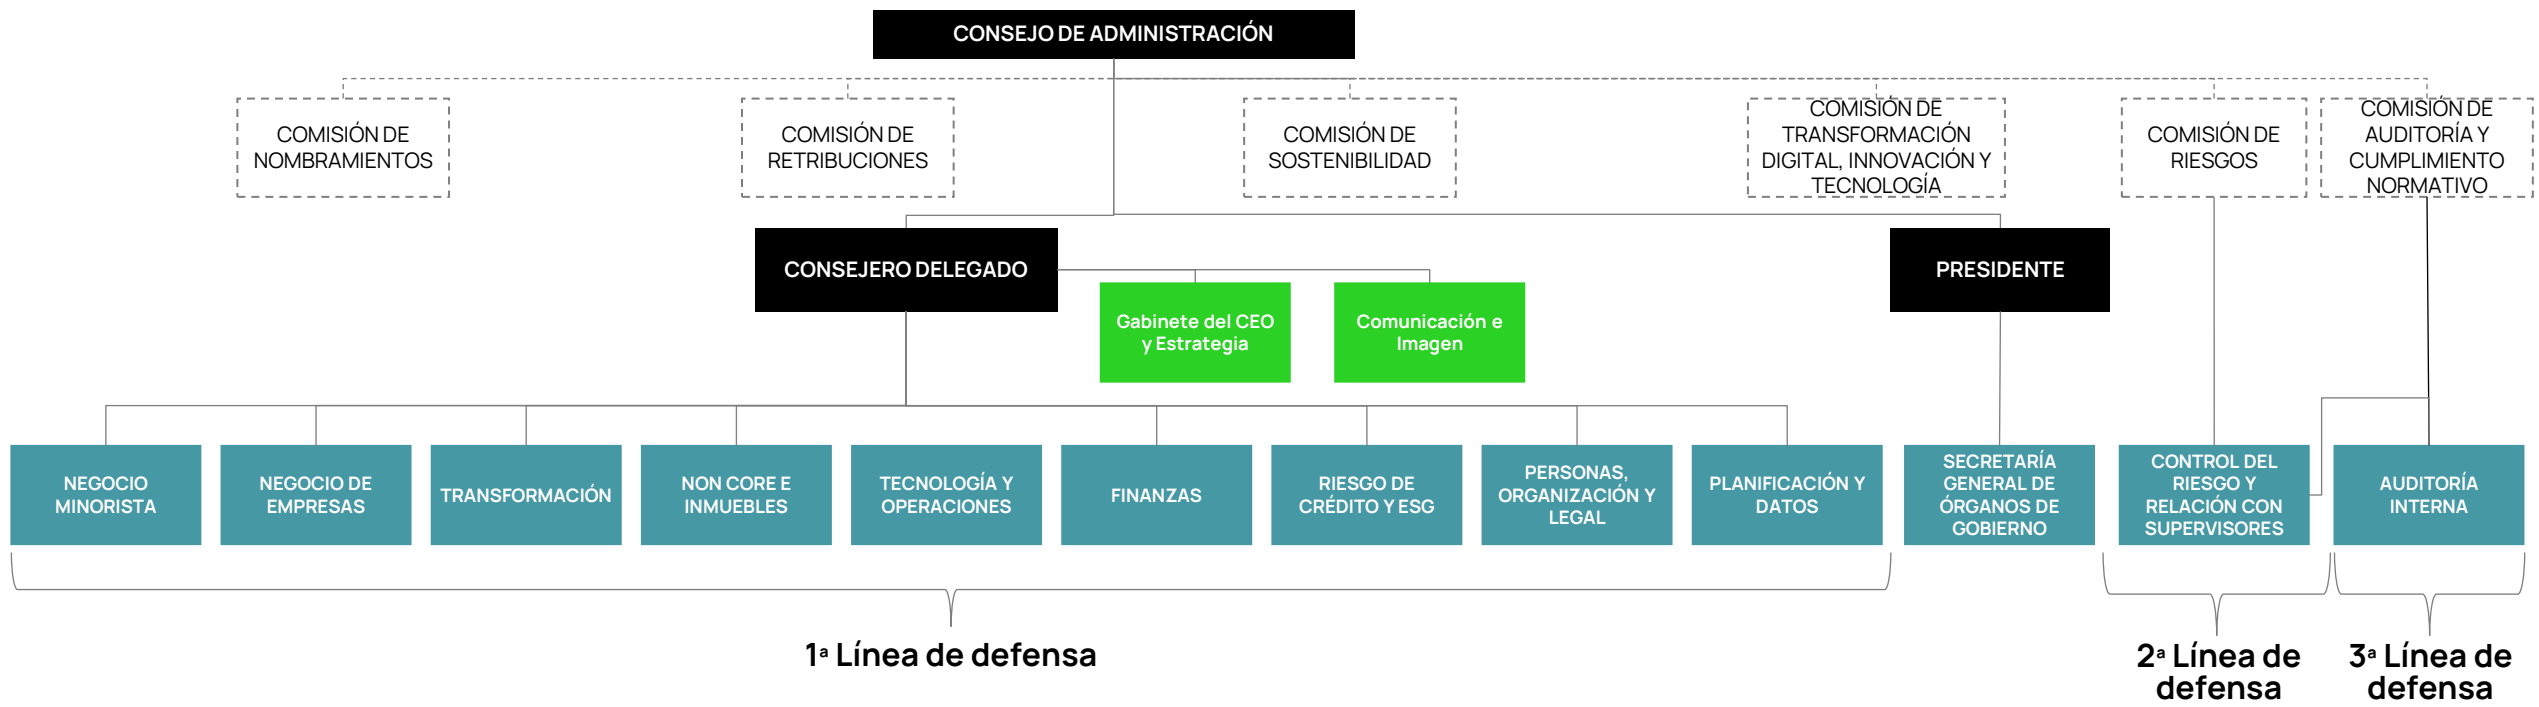 CONSEJO DE ADMINISTRACIÓN
COMISIÓN DE
NOMBRAMIENTOS
COMISIÓN DE
RETRIBUCIONES
COMISIÓN DE
SOSTENIBILIDAD
COMISIÓN DE
TRANSFORMACIÓN
DIGITAL, INNOVACIÓN Y
TECNOLOGÍA
COMISIÓN DE
RIESGOS
COMISIÓN DE
AUDITORÍA Y
CUMPLIMIENTO
NORMATIVO
CONSEJERO DELEGADO
PRESIDENTE
Gabinete del CEO
y Estrategia
Comunicación e
Imagen
NEGOCIO
MINORISTA
NEGOCIO DE
EMPRESAS
TRANSFORMACIÓN
NON CORE E
INMUEBLES
TECNOLOGÍA Y
OPERACIONES
FINANZAS
RIESGO DE
CRÉDITO Y ESG
PERSONAS,
ORGANIZACIÓN Y
LEGAL
PLANIFICACIÓN Y
DATOS
SECRETARÍA
GENERAL DE
ÓRGANOS DE
GOBIERNO
CONTROL DEL
RIESGO Y
RELACIÓN CON
SUPERVISORES
AUDITORÍA
INTERNA
1ª Línea de defensa
2ª Línea de
defensa
3ª Línea de
defensa